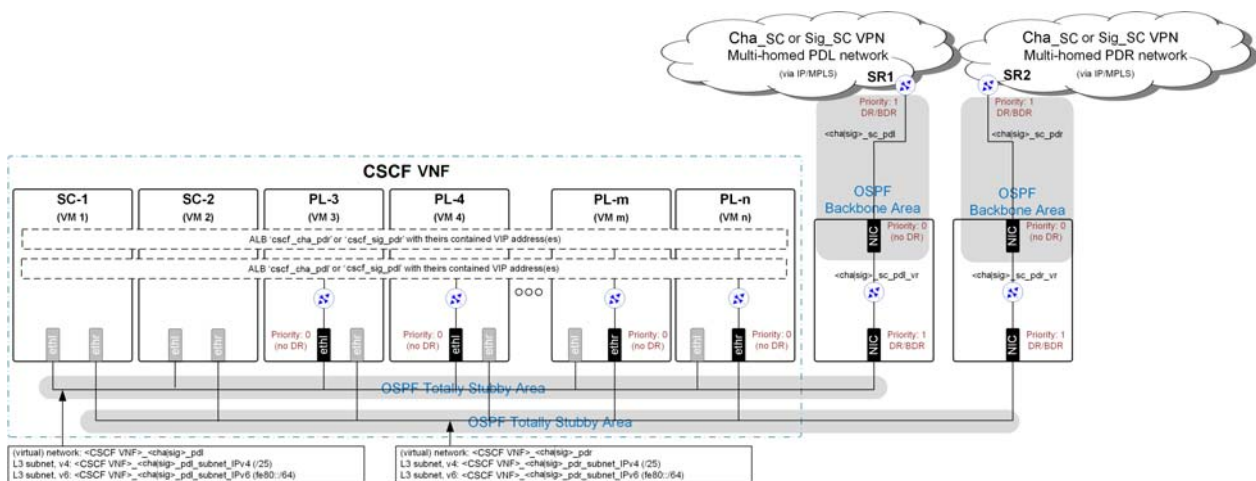 Cha_SC or Sig_SC VPN
Multi-homed PDL network
(via IP/MPLS)
SR1
Cha_SC or Sig_SC VPN
Multi-homed PDR network
(via IP/MPLS)
SR2
Priority: 1
DR/BDR
<cha|sig>_sc_pdl
Priority: 1
DR/BDR
<cha|sig>_sc_pdr
OSPF
Backbone Area
OSPF
Backbone Area
CSCF VNF
SC-1
(VM 1)
SC-2
(VM 2)
PL-3
(VM 3)
PL-4
(VM 4)
PL-m
(VM m)
PL-n
(VM n)
ALB 'cscf_cha_pdr' or 'cscf_sig_pdr' with theirs contained VIP address(es)
ALB 'cscf_cha_pdl' or 'cscf_sig_pdl' with theirs contained VIP address(es)
NIC
Priority: 0
(no DR)
NIC
Priority: 0
(no DR)
<cha|sig>_sc_pdl_vr
<cha|sig>_sc_pdr_vr
ethl
ethr
ethl
ethr
Priority: 0
(no DR)
ethl
ethr
Priority: 0
(no DR)
ethl
ethr
ethl
ethr
Priority: 0
(no DR)
ethl
ethr
Priority: 0
(no DR)
NIC
Priority: 1
DR/BDR
NIC
Priority: 1
DR/BDR
OSPF Totally Stubby Area
OSPF Totally Stubby Area
(virtual) network: <CSCF VNF>_<cha|sig>_pdl
L3 subnet, v4: <CSCF VNF>_<cha|sig>_pdl_subnet_IPv4 (/25)
L3 subnet, v6: <CSCF VNF>_<cha|sig>_pdl_subnet_IPv6 (fe80::/64)
(virtual) network: <CSCF VNF>_<cha|sig>_pdr
L3 subnet, v4: <CSCF VNF>_<cha|sig>_pdr_subnet_IPv4 (/25)
L3 subnet, v6: <CSCF VNF>_<cha|sig>_pdr_subnet_IPv6 (fe80::/64)